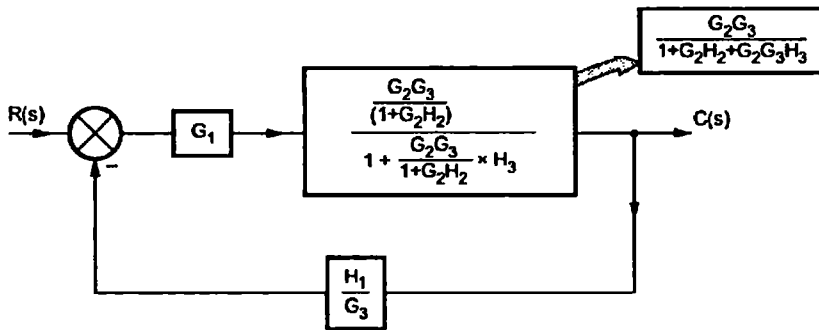 G₂G₃
1+G₂H₂+G₂G₃H₃
R(s)
G₁
G₂G₃
(1+G₂H₂)
1 + G₂G₃ × H₃
1+G₂H₂
C(s)
−
H₁
G₃